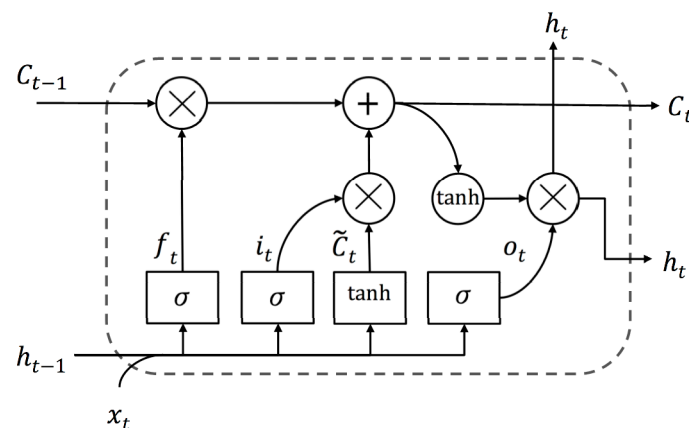 h_t
C_{t-1}
C_t
tanh
f_t
i_t
C̃_t
o_t
σ
σ
tanh
σ
h_t
h_{t-1}
x_t